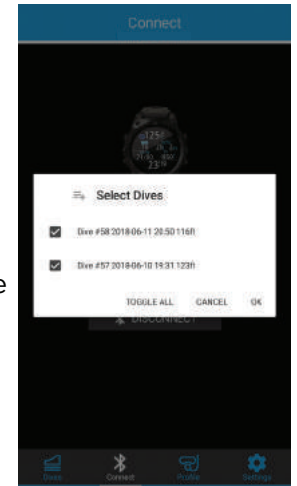 Connect
Select Dives
Dive #58 2018-06-11 20:50 116ft
Dive #57 2018-06-10 19:31 123ft
e
TOGGLE ALL CANCEL OK
DISCONNECT
Dives Connect Profile Settings